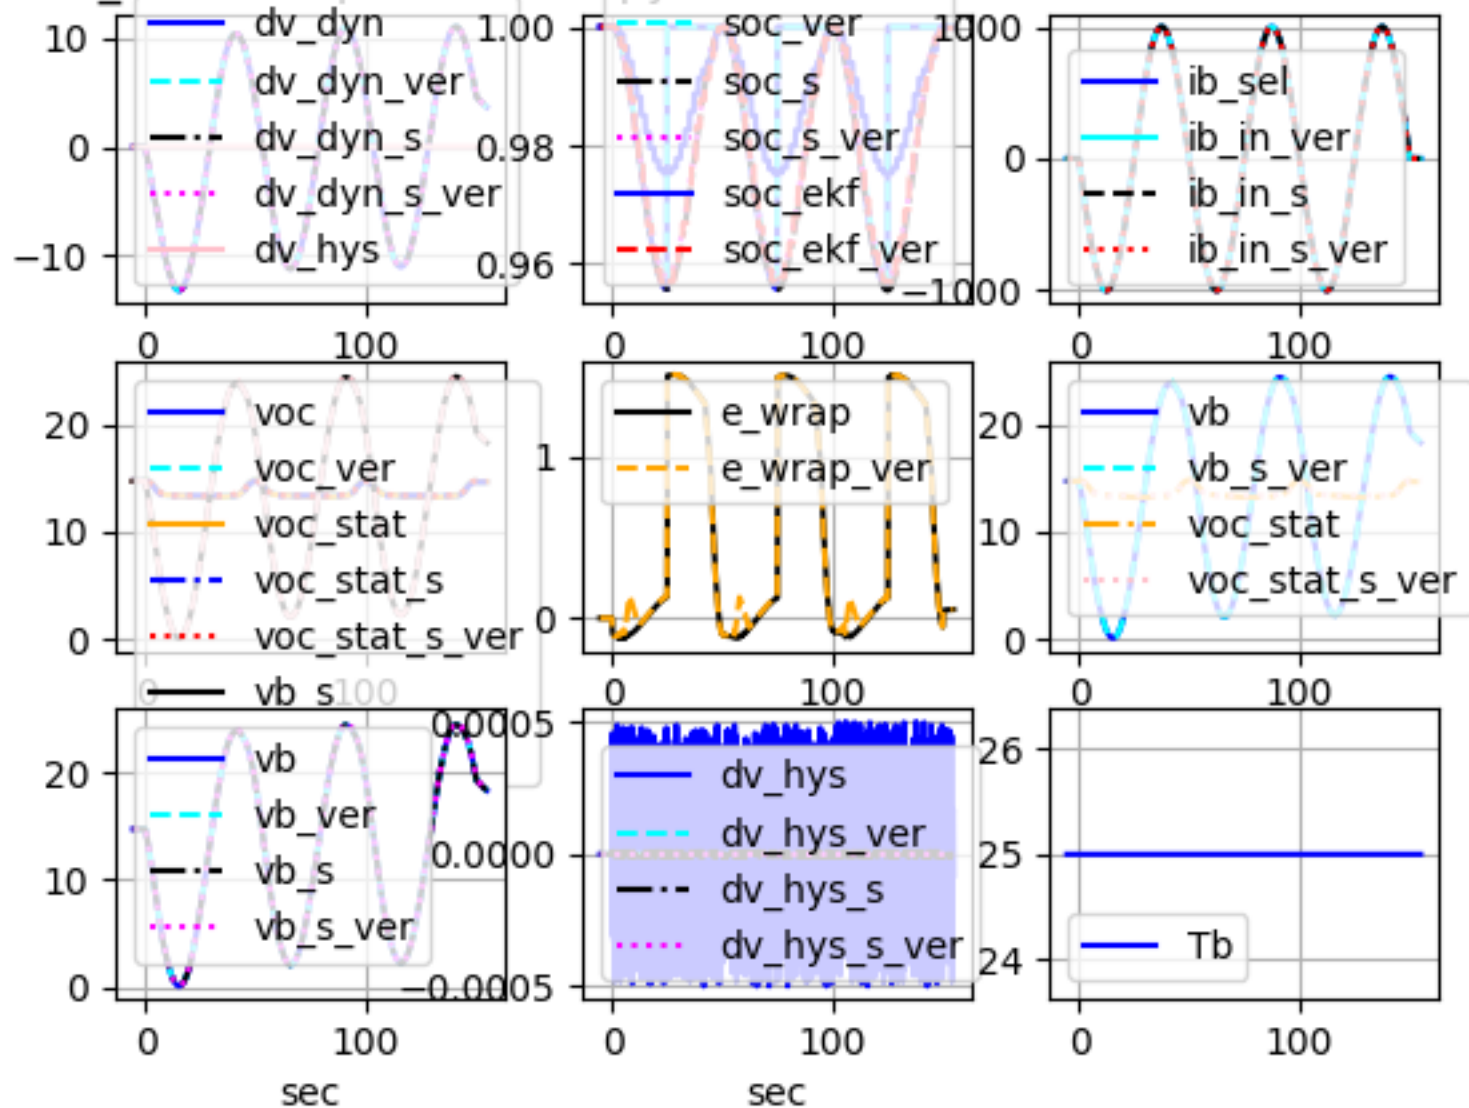 10
0
−10
dv_dyn
dv_dyn_ver
dv_dyn_s
dv_dyn_s_ver
dv_hys
0
100
1.00
0.98
0.96
soc_ver
soc_s
soc_s_ver
soc_ekf
soc_ekf_ver
0
100
1000
0
−1000
ib_sel
ib_in_ver
ib_in_s
ib_in_s_ver
0
100
20
10
0
voc
voc_ver
voc_stat
voc_stat_s
voc_stat_s_ver
vb_s
0
100
1
0
e_wrap
e_wrap_ver
0
100
20
10
0
vb
vb_s_ver
voc_stat
voc_stat_s_ver
0
100
20
10
0
vb
vb_ver
vb_s
vb_s_ver
0
100
sec
0.0005
0.0000
−0.0005
dv_hys
dv_hys_ver
dv_hys_s
dv_hys_s_ver
0
100
sec
26
25
24
Tb
0
100